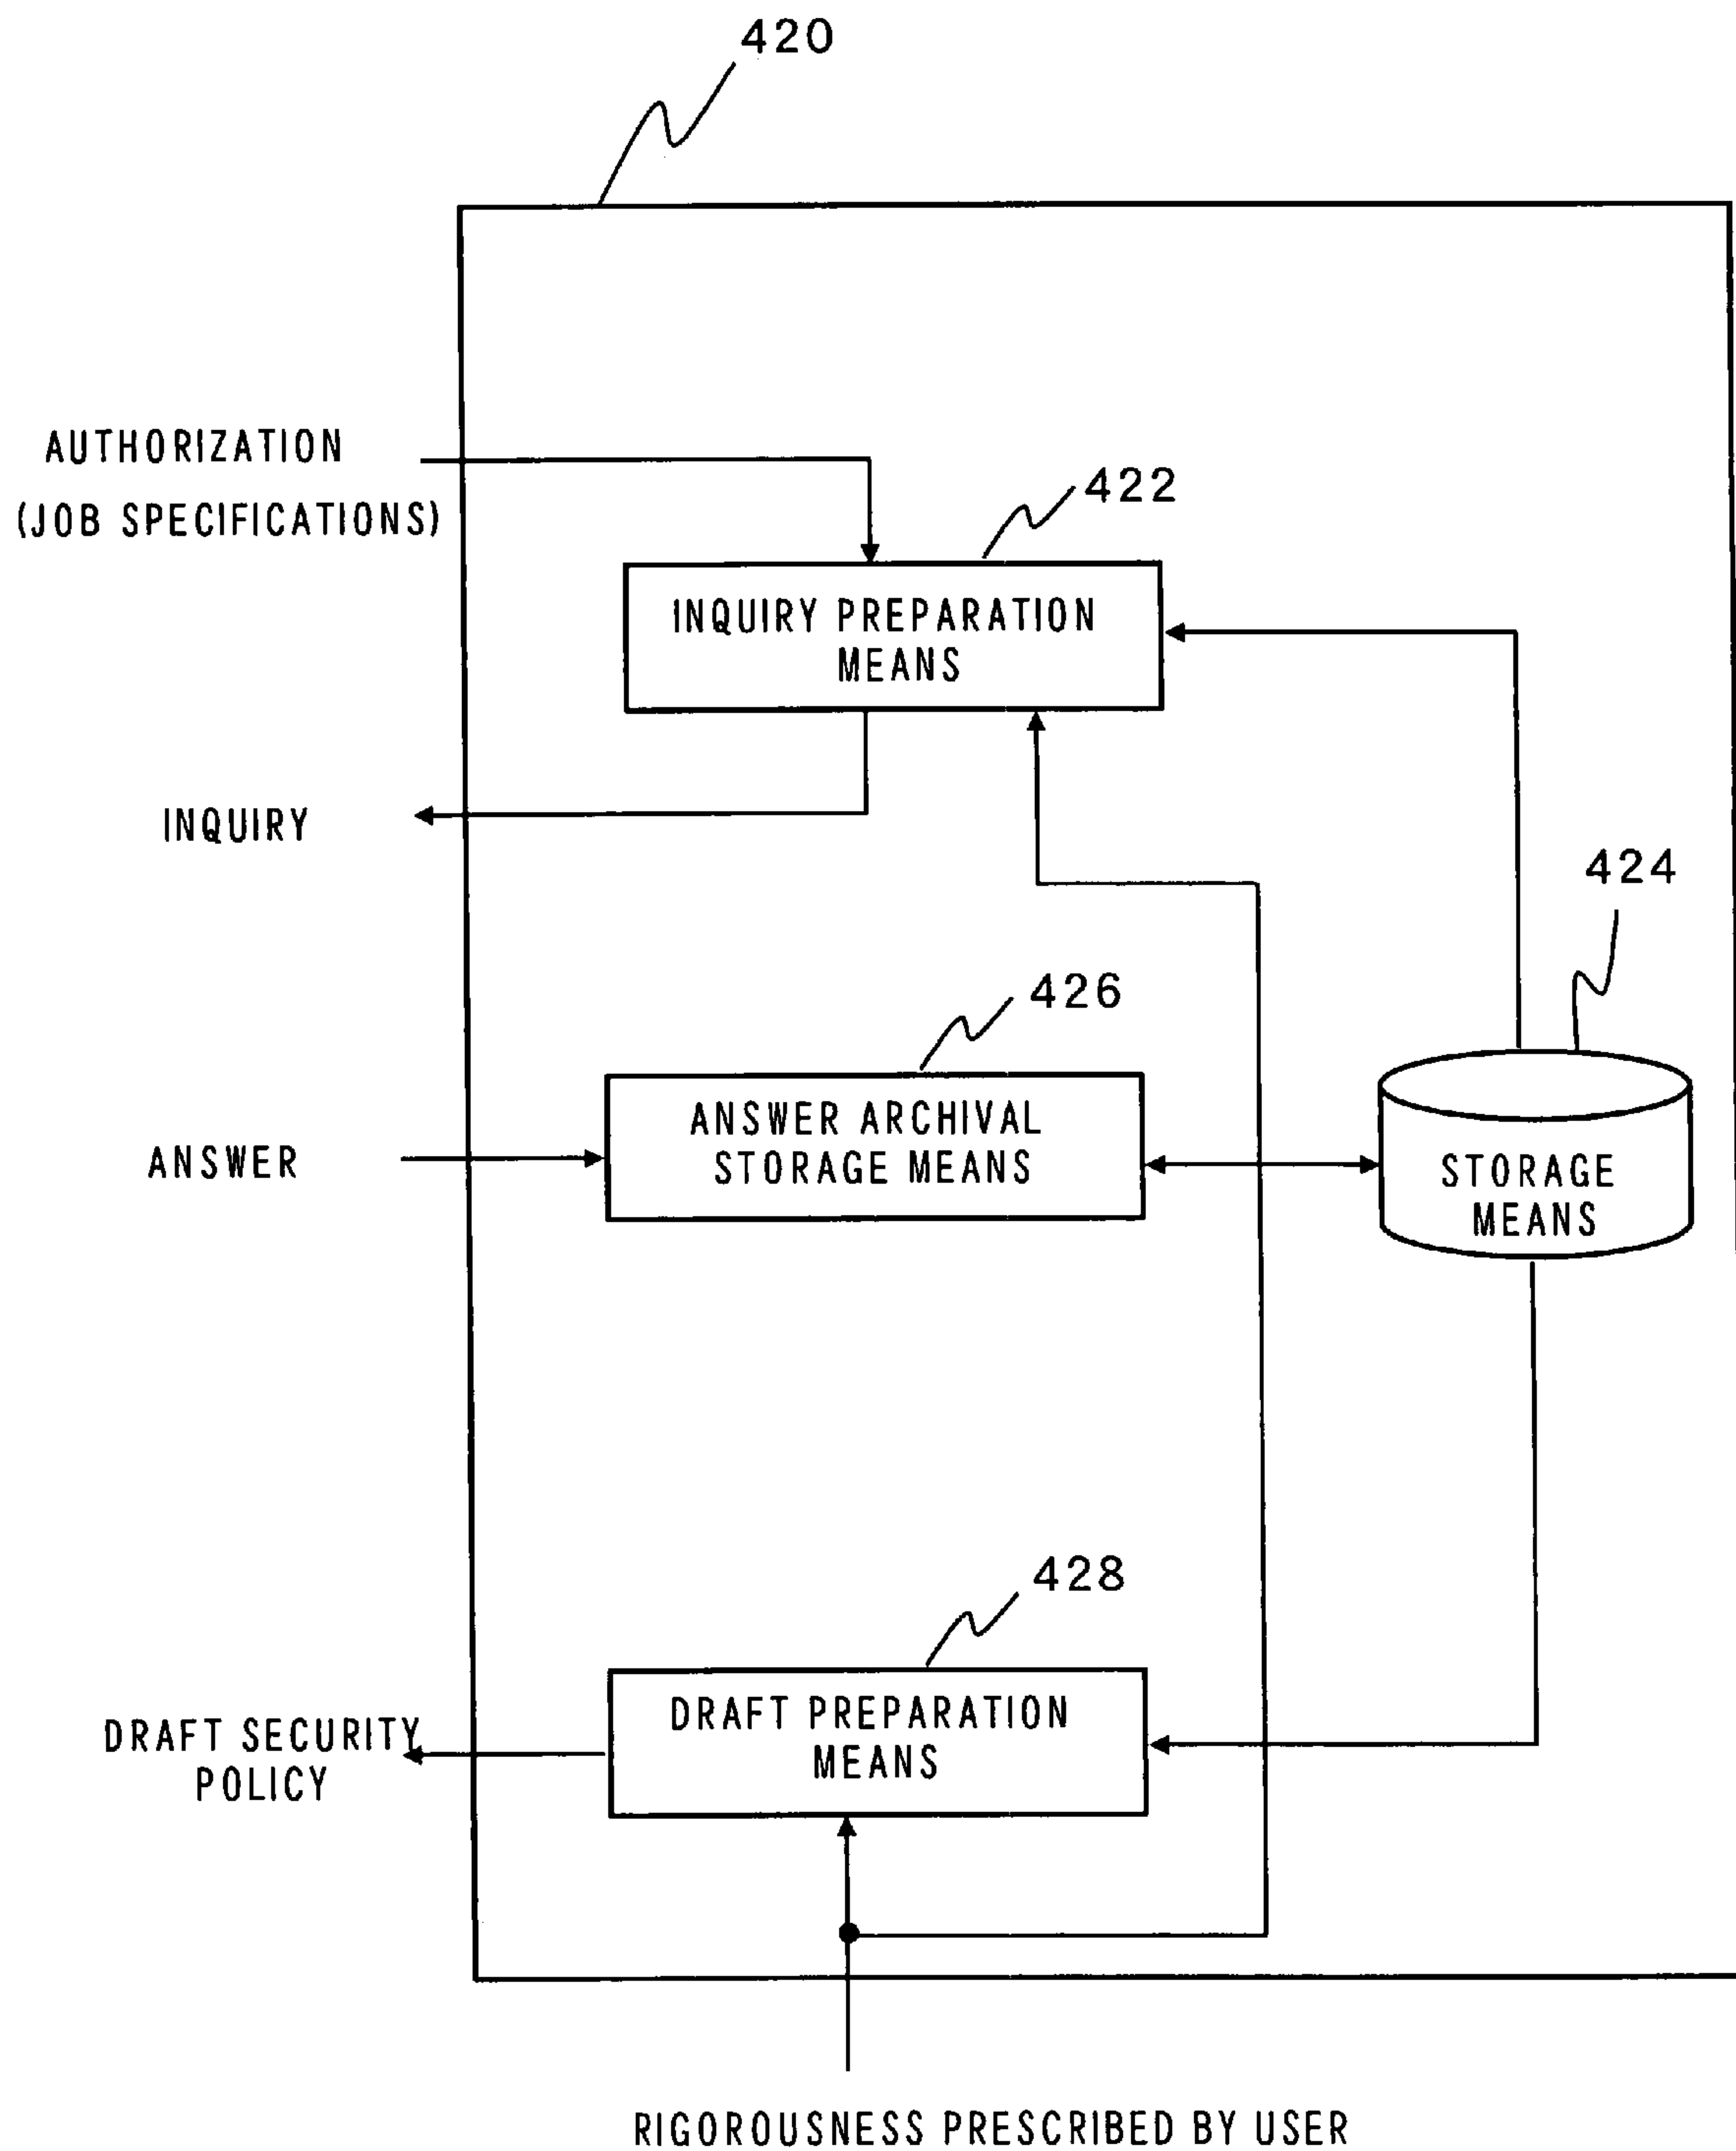 420
AUTHORIZATION
(JOB SPECIFICATIONS)
422
INQUIRY PREPARATION
MEANS
INQUIRY
424
426
ANSWER ARCHIVAL
STORAGE MEANS
ANSWER
STORAGE
MEANS
428
DRAFT PREPARATION
MEANS
DRAFT SECURITY
POLICY
RIGOROUSNESS PRESCRIBED BY USER